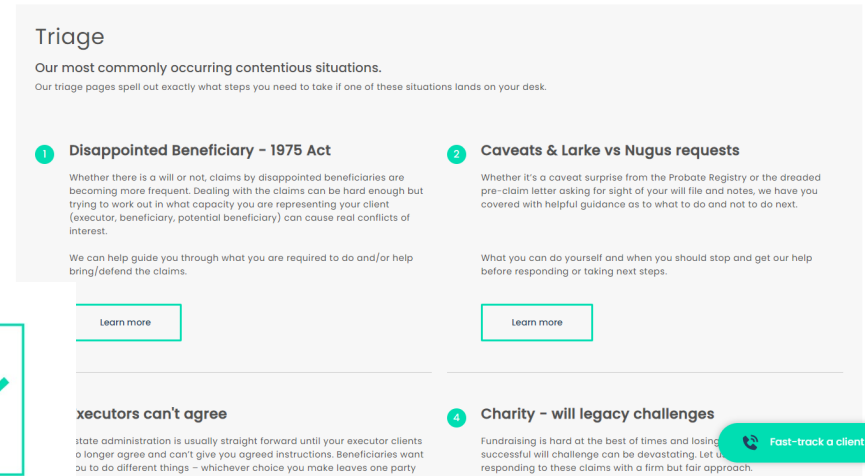 Triage
Our most commonly occurring contentious situations.
Our triage pages spell out exactly what steps you need to take if one of these situations lands on your desk.
1
Disappointed Beneficiary - 1975 Act
Whether there is a will or not, claims by disappointed beneficiaries are
becoming more frequent. Dealing with the claims can be hard enough but
trying to work out in what capacity you are representing your client
(executor, beneficiary, potential beneficiary) can cause real conflicts of
interest.
We can help guide you through what you are required to do and/or help
bring/defend the claims.
Learn more
2
Caveats & Larke vs Nugus requests
Whether it's a caveat surprise from the Probate Registry or the dreaded
pre-claim letter asking for sight of your will file and notes, we have you
covered with helpful guidance as to what to do and not to do next.
What you can do yourself and when you should stop and get our help
before responding or taking next steps.
Learn more
xecutors can't agree
state administration is usually straight forward until your executor clients
o longer agree and can't give you agreed instructions. Beneficiaries want
ou to do different things – whichever choice you make leaves one party
4
Charity - will legacy challenges
Fundraising is hard at the best of times and losing
successful will challenge can be devastating. Let
responding to these claims with a firm but fair approach.
Fast-track a client